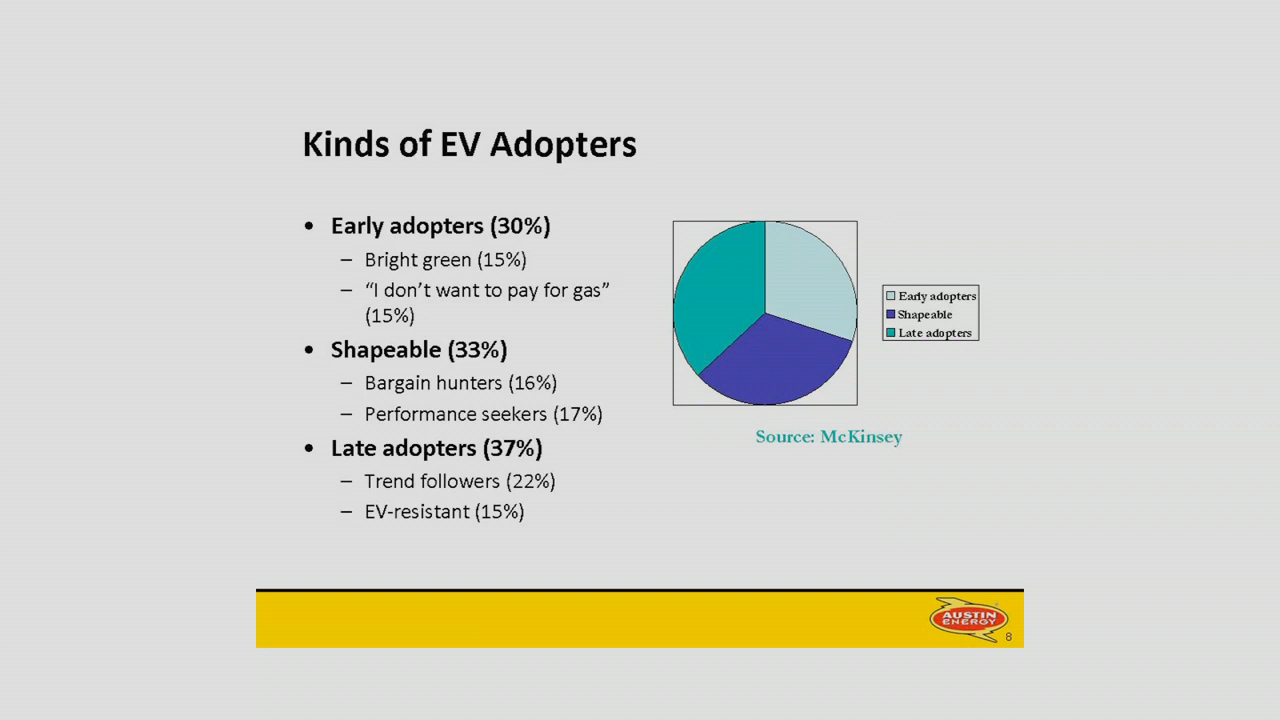 Kinds of EV Adopters
• Early adopters (30%)
– Bright green (15%)
– “I don’t want to pay for gas”
(15%)
• Shapeable (33%)
– Bargain hunters (16%)
– Performance seekers (17%)
• Late adopters (37%)
– Trend followers (22%)
– EV-resistant (15%)
Early adopters
Shapeable
Late adopters
Source: McKinsey
AUSTIN
ENERGY
8